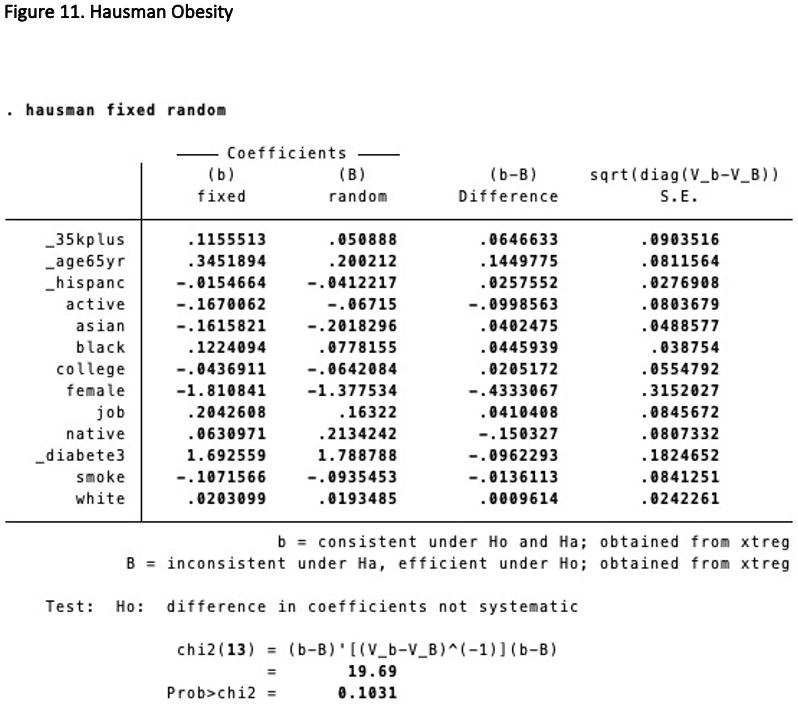 Figure 11. Hausman Obesity
. hausman fixed random
Coefficients
(b) (B) (b-B) sqrt(diag(V_b-V_B))
fixed random Difference S.E.
_35kplus .1155513 .050888 .0646633 .0903516
_age65yr .3451894 .200212 .1449775 .0811564
_hispanc -.0154664 -.0412217 .0257552 .0276908
active -.1670062 -.06715 -.0998563 .0803679
asian -.1615821 -.2018296 .0402475 .0488577
black .1224094 .0778155 .0445939 .038754
college -.0436911 -.0642084 .0205172 .0554792
female -1.810841 -1.377534 -.4333067 .3152027
job .2042608 .16322 .0410408 .0845672
native .0630971 .2134242 -.150327 .0807332
_diabete3 1.692559 1.788788 -.0962293 .1824652
smoke -.1071566 -.0935453 -.0136113 .0841251
white .0203099 .0193485 .0009614 .0242261
b = consistent under Ho and Ha; obtained from xtreg
B = inconsistent under Ha, efficient under Ho; obtained from xtreg
Test: Ho: difference in coefficients not systematic
chi2(13) = (b-B)'[(V_b-V_B)^(-1)](b-B)
= 19.69
Prob>chi2 = 0.1031